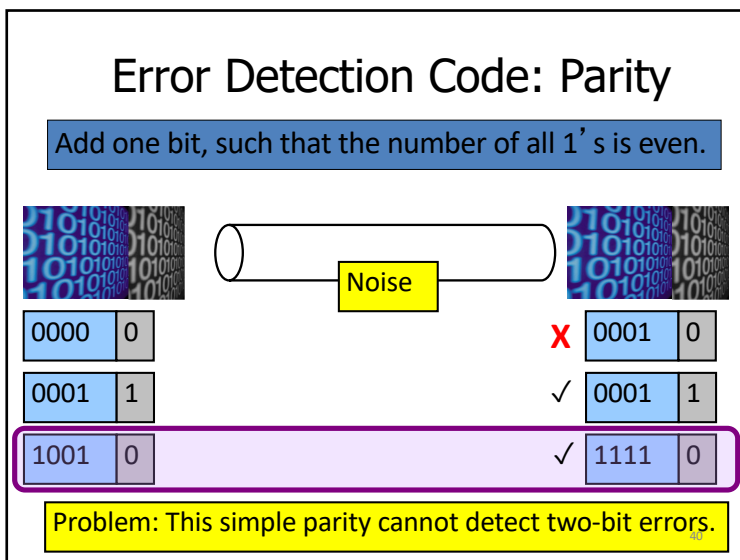 Error Detection Code: Parity
Add one bit, such that the number of all 1's is even.
Noise
0000 0 X 0001 0
0001 1 ✓ 0001 1
1001 0 ✓ 1111 0
Problem: This simple parity cannot detect two-bit errors.
40